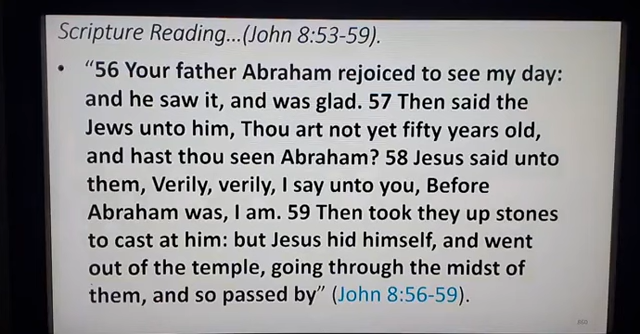 Scripture Reading...(John 8:53-59).
• “56 Your father Abraham rejoiced to see my day:
and he saw it, and was glad. 57 Then said the
Jews unto him, Thou art not yet fifty years old,
and hast thou seen Abraham? 58 Jesus said unto
them, Verily, verily, I say unto you, Before
Abraham was, I am. 59 Then took they up stones
to cast at him: but Jesus hid himself, and went
out of the temple, going through the midst of
them, and so passed by” (John 8:56-59).